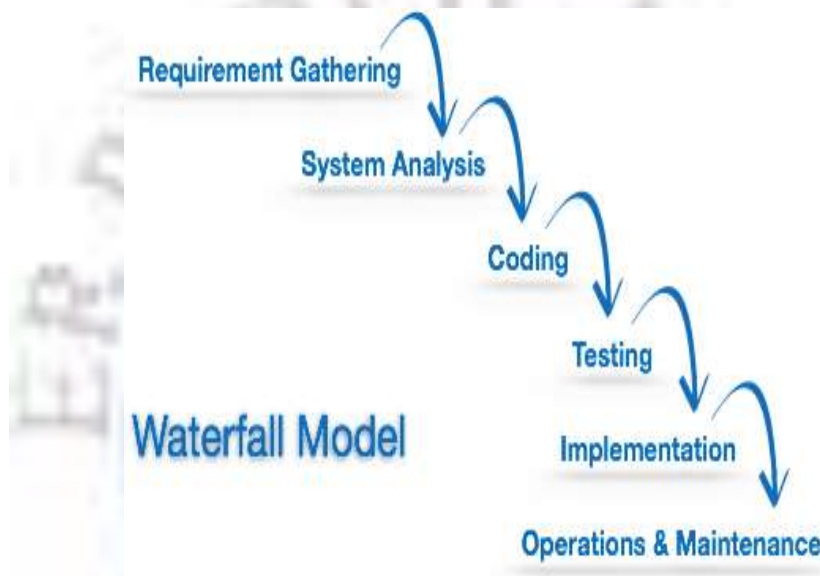 Requirement Gathering
System Analysis
Coding
Testing
Waterfall Model
Implementation
Operations & Maintenance